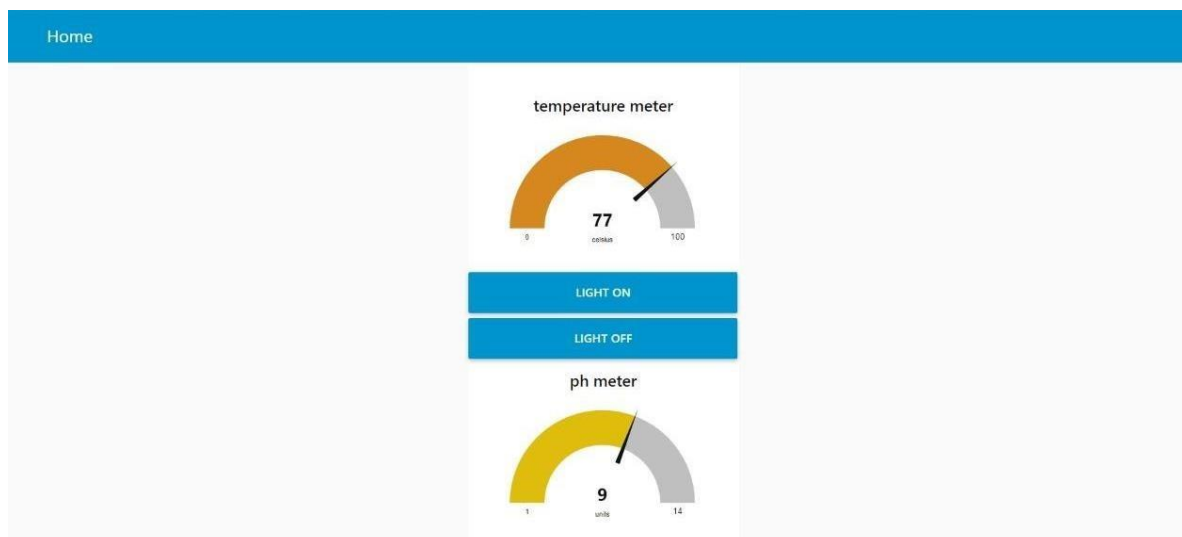 Home
temperature meter
77
celsius
0 100
LIGHT ON
LIGHT OFF
ph meter
9
units
1 14